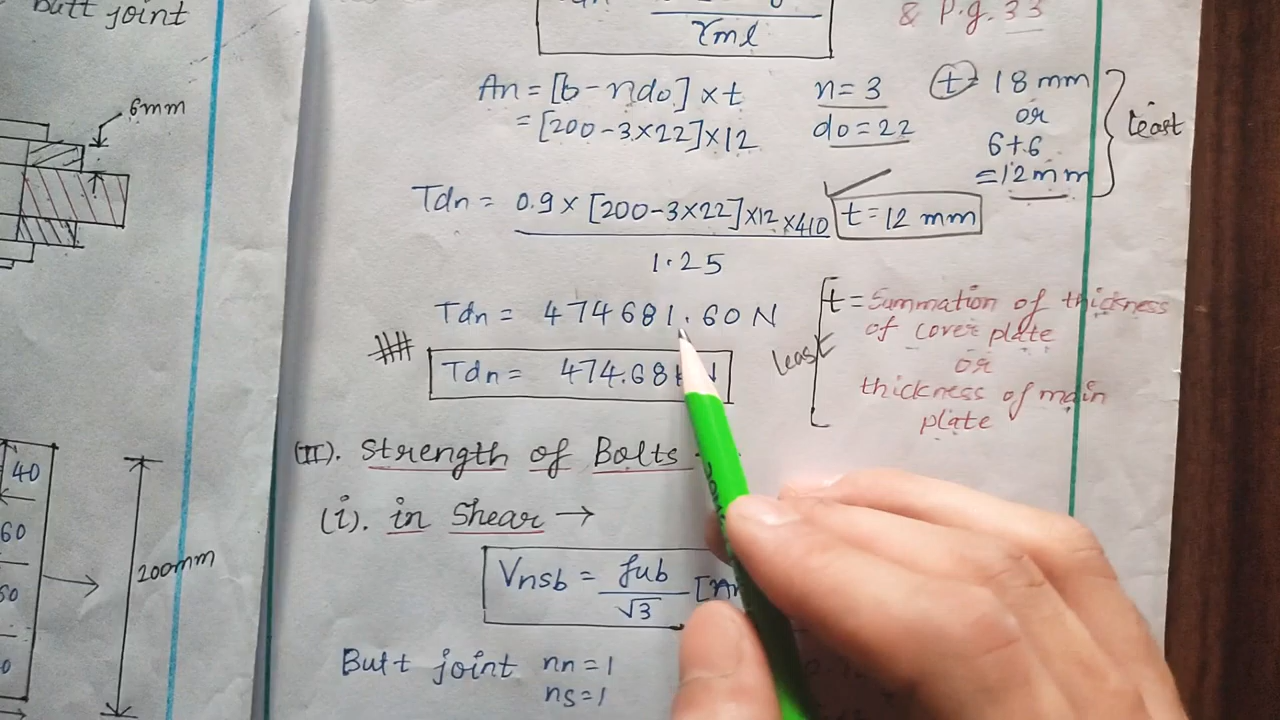 butt joint
6mm
40
60
200mm
γml
& P.g. 33
An = [b - ndo] × t
= [200-3×22]×12
n = 3
do = 22
t = 18 mm
or
6+6
= 12mm
least
Tdn = 0.9 × [200-3×22]×12 ×410
1.25
t = 12 mm
Tdn = 474681.60 N
Tdn = 474.68
least
t = Summation of thickness
of cover plate
or
thickness of main
plate
(II). Strength of Bolts
(i). in Shear →
Vnsb = fub
√3
Butt joint nn = 1
ns = 1